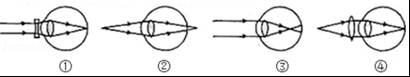 ① ② ③ ④